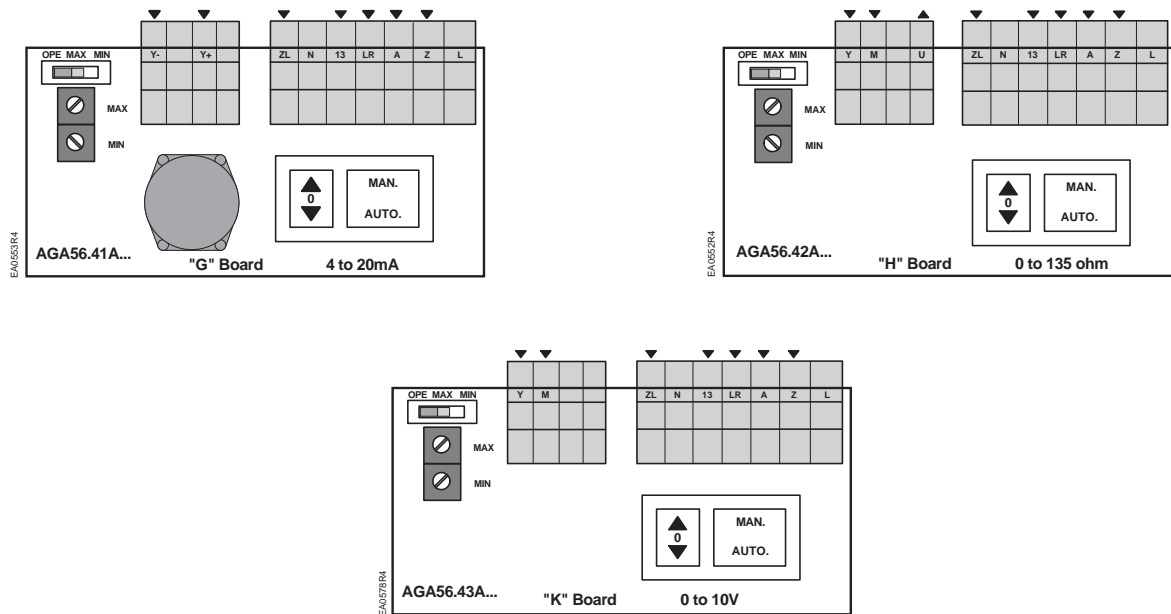 Y- Y+ ZL N 13 LR A Z L
OPE MAX MIN
MAX
MIN
0
MAN.
AUTO.
AGA56.41A...
"G" Board 4 to 20mA
EA0553R4
Y M U ZL N 13 LR A Z L
OPE MAX MIN
MAX
MIN
0
MAN.
AUTO.
AGA56.42A...
"H" Board 0 to 135 ohm
EA0552R4
Y M ZL N 13 LR A Z L
OPE MAX MIN
MAX
MIN
0
MAN.
AUTO.
AGA56.43A...
"K" Board 0 to 10V
EA0578R4